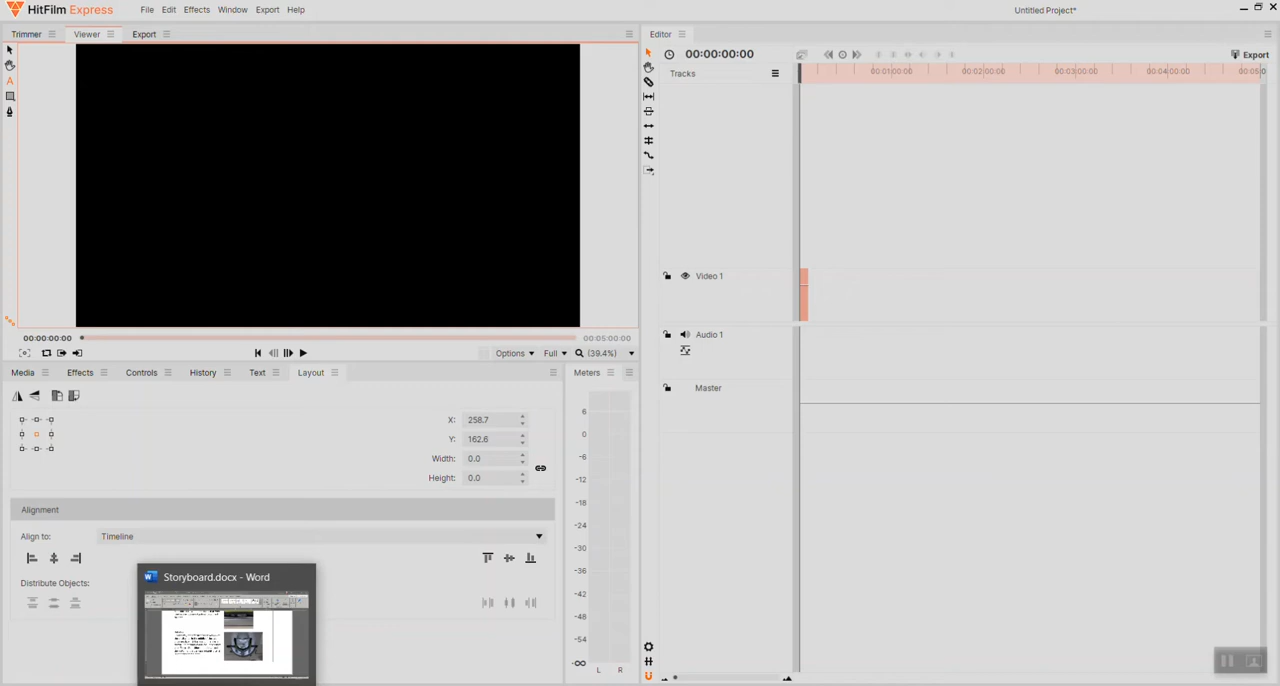 HitFilm Express
File Edit Effects Window Export Help
Untitled Project*
Trimmer Viewer Export
Editor
00:00:00:00
Export
Tracks
00:01:00:00 00:02:00:00 00:03:00:00 00:04:00:00 00:05:0
Video 1
Audio 1
Master
00:00:00:00
00:05:00:00
Options Full (39.4%)
Media Effects Controls History Text Layout
Meters
X: 258.7
Y: 162.6
Width: 0.0
Height: 0.0
Alignment
Align to: Timeline
Distribute Objects:
6
0
-6
-12
-18
-24
-30
-36
-42
-48
-54
-∞
L R
Storyboard.docx - Word